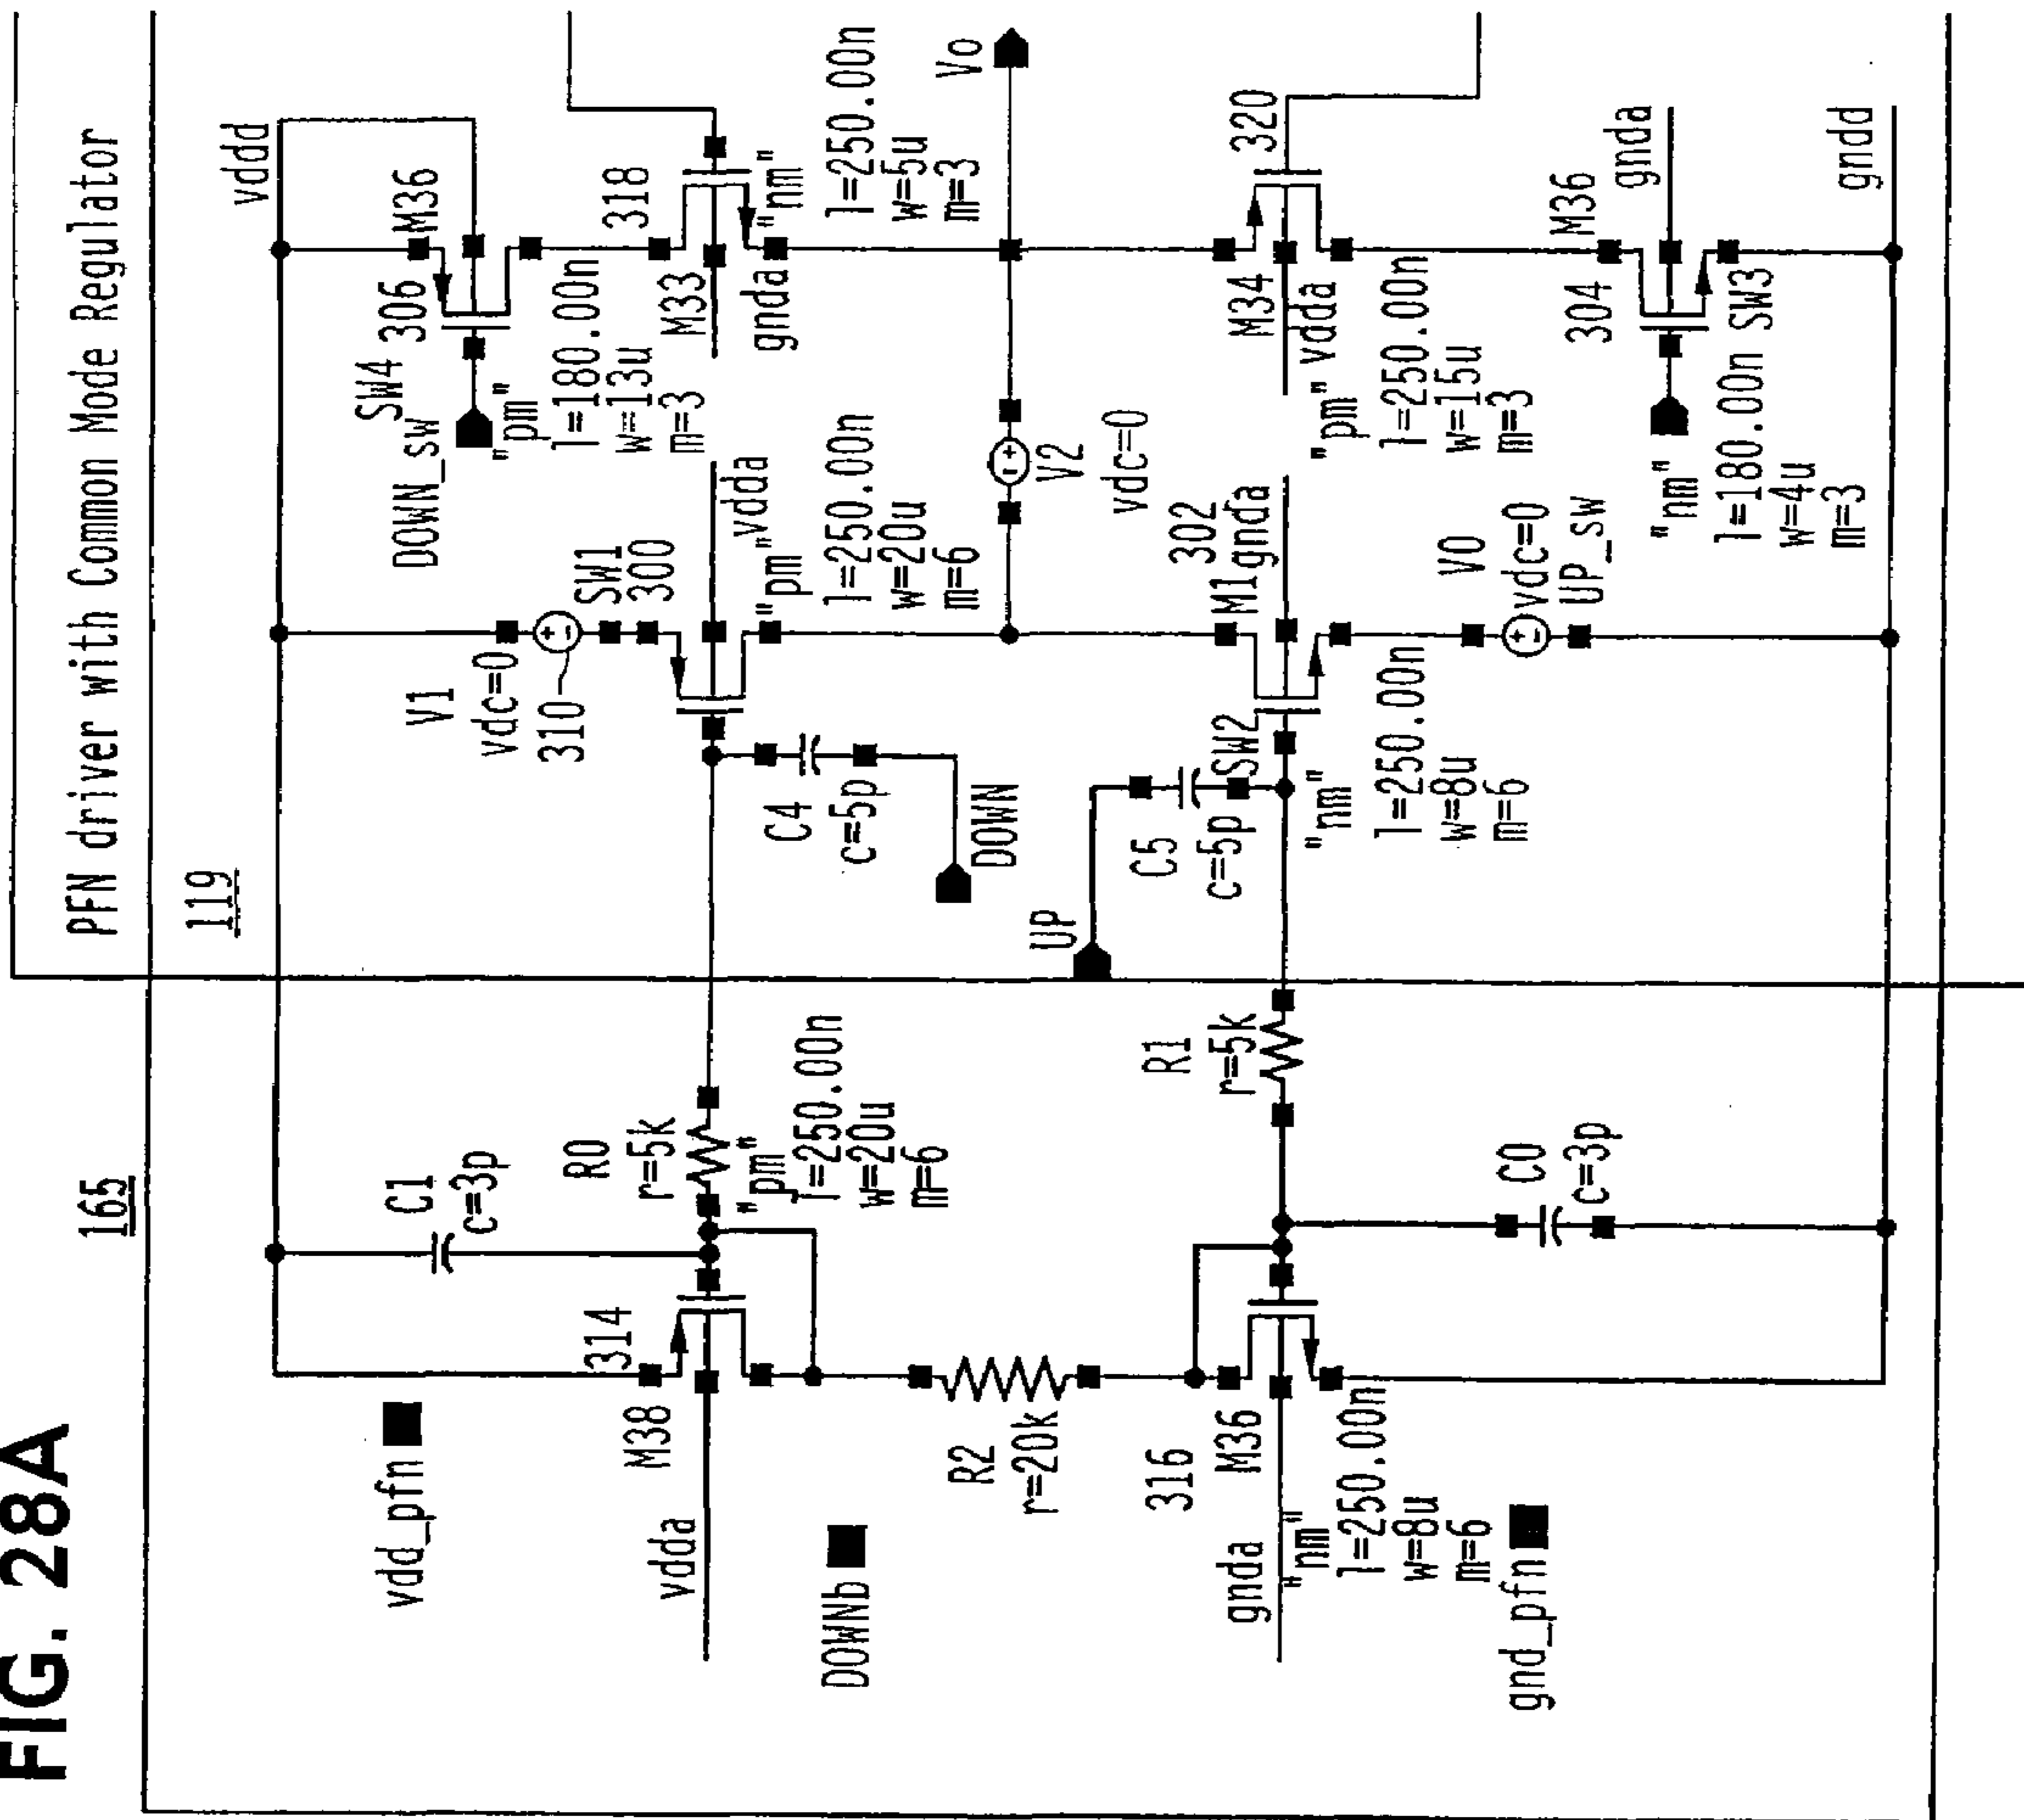 FIG. 28A
165
PFN driver with Common Mode Regulator
119
vdd_pfn
C1
c=3p
314
M38
vdda
R0
r=5k
"pm"
l=250.00n
w=20u
m=6
DOWNb
R2
r=20k
316
M36
gnda
"nm"
l=250.00n
w=8u
m=6
gnd_pfn
R1
r=5k
C0
c=3p
vddd
V1
vdc=0
310
SW1
300
vdda
"pm"
l=250.00n
w=20u
m=6
C4
c=5p
DOWN
UP
C5
c=5p
SW2
302
M1
gnda
"nm"
l=250.00n
w=8u
m=6
V0
vdc=0
UP_sw
V2
vdc=0
SW4
306
M36
DOWN_sw
"pm"
l=180.00n
w=13u
m=3
318
M33
gnda
"nm"
l=250.00n
w=5u
m=3
Vo
320
M34
vdda
"pm"
l=250.00n
w=15u
m=3
M36
304
gnda
SW3
"nm"
l=180.00n
w=4u
m=3
gndd